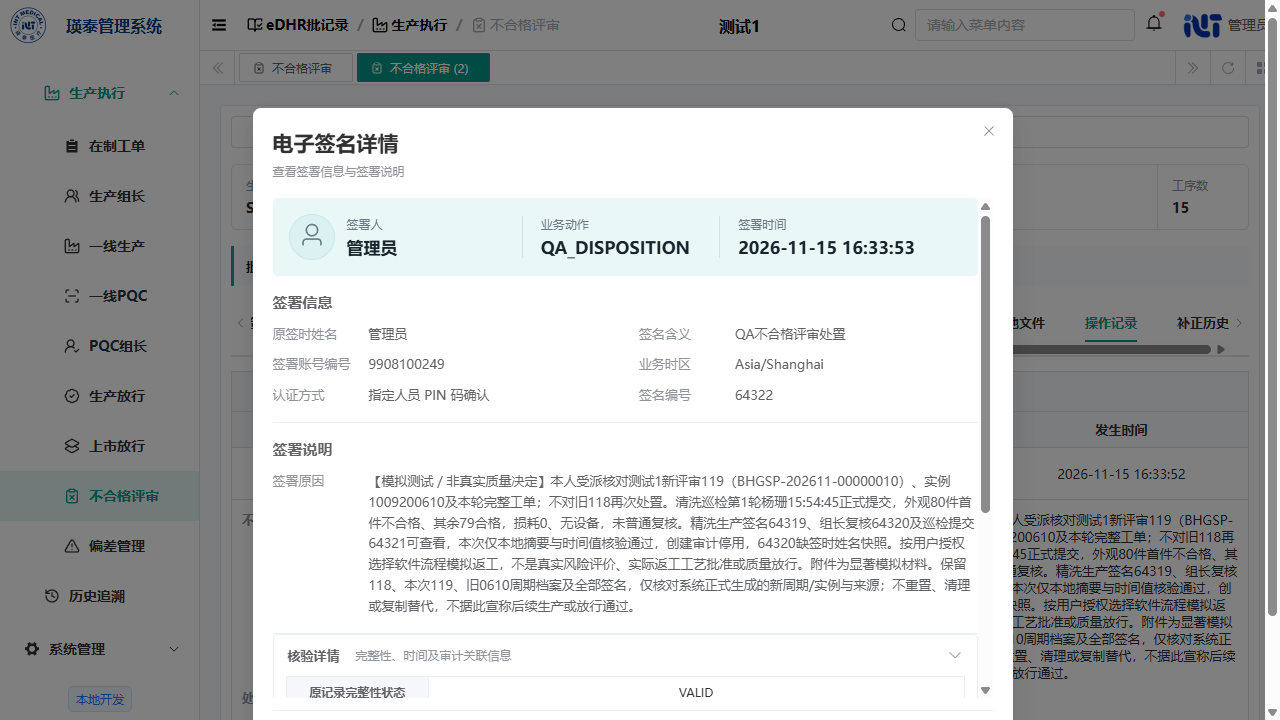 瑛泰管理系统
eDHR批记录 / 生产执行 / 不合格评审
测试1
请输入菜单内容
管理员
不合格评审
不合格评审 (2)
生产执行
在制工单
生产组长
一线生产
一线PQC
PQC组长
生产放行
上市放行
不合格评审
偏差管理
历史追溯
系统管理
本地开发
工序数
15
操作记录
补正历史
发生时间
2026-11-15 16:33:52
电子签名详情
查看签署信息与签署说明
签署人
管理员
业务动作
QA_DISPOSITION
签署时间
2026-11-15 16:33:53
签署信息
原签时姓名 管理员 签名含义 QA不合格评审处置
签署账号编号 9908100249 业务时区 Asia/Shanghai
认证方式 指定人员 PIN 码确认 签名编号 64322
签署说明
签署原因
【模拟测试 / 非真实质量决定】本人受派核对测试1新评审119（BHGSP-202611-00000010）、实例
1009200610及本轮完整工单；不对旧118再次处置。清洗巡检第1轮杨珊15:54:45正式提交，外观80件首
件不合格、其余79合格，损耗0、无设备，未普通复核。精洗生产签名64319、组长复核64320及巡检提交
64321可查看，本次仅本地摘要与时间值核验通过，创建审计停用，64320缺签时姓名快照。按用户授权
选择软件流程模拟返工，不是真实风险评价、实际返工工艺批准或质量放行。附件为显著模拟材料。保留
118、本次119、旧0610周期档案及全部签名，仅核对系统正式生成的新周期/实例与来源；不重置、清理
或复制替代，不据此宣称后续生产或放行通过。
核验详情 完整性、时间及审计关联信息
原记录完整性状态 VALID